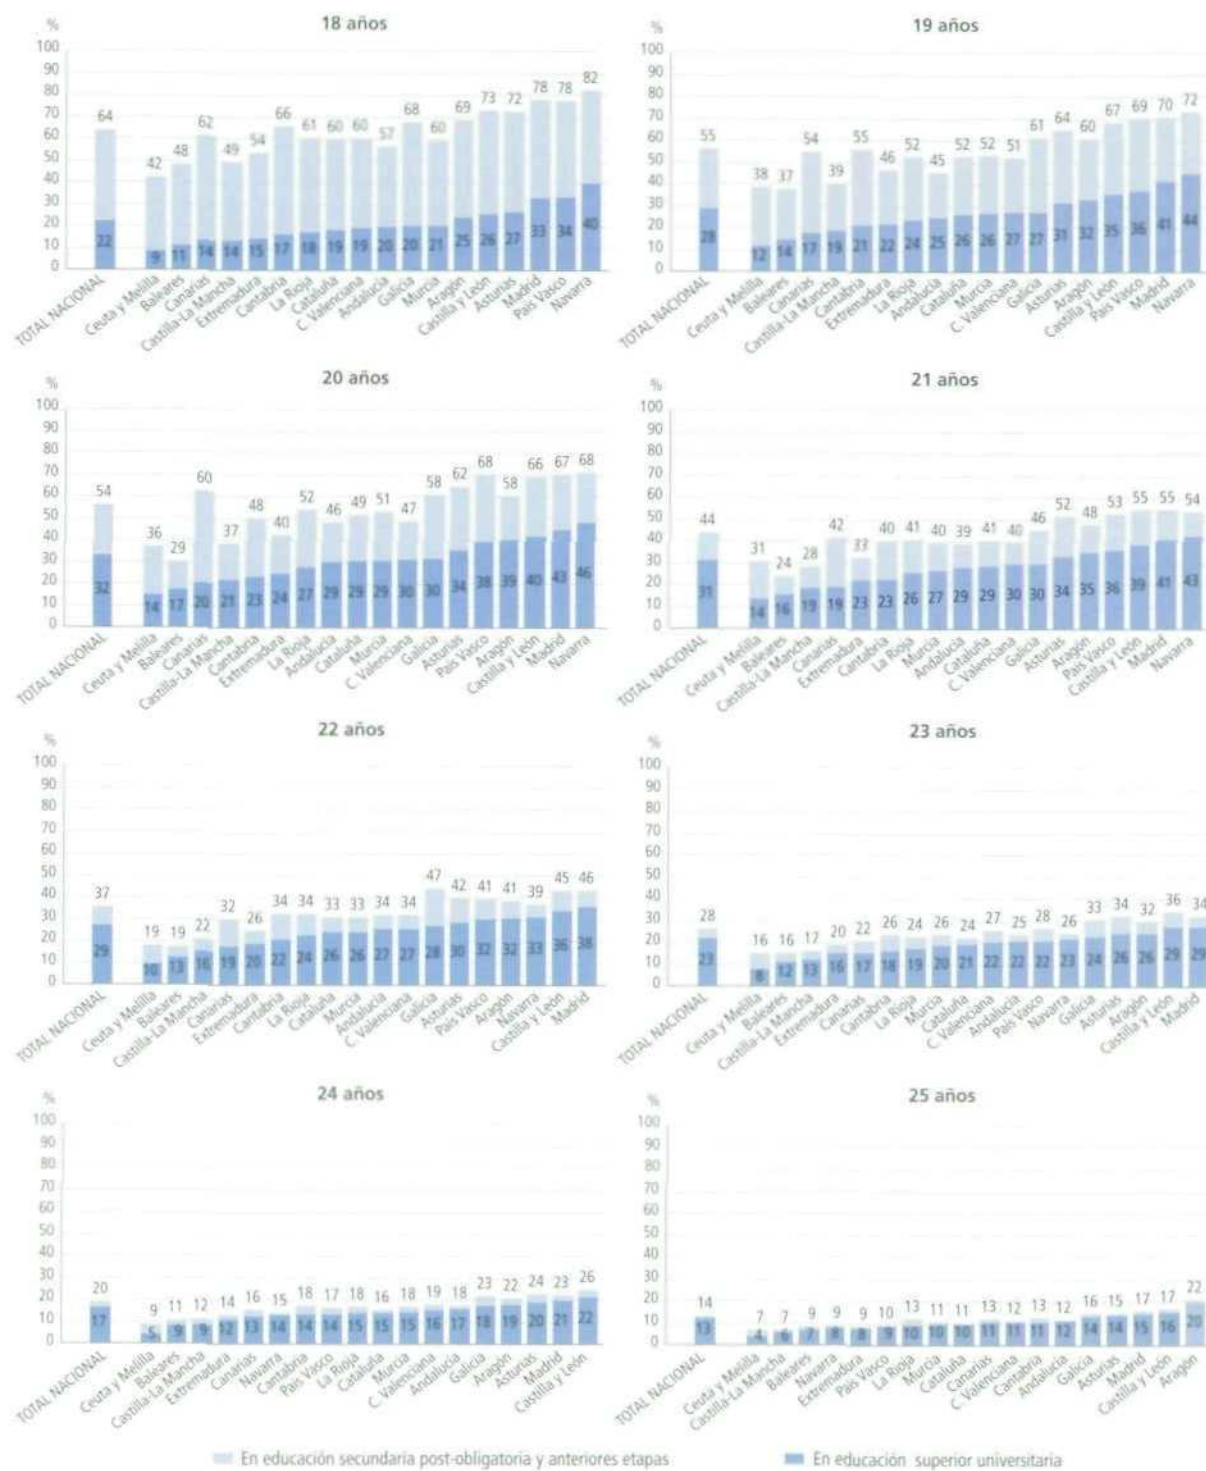 18 años
%
100
90
80
70
60
50
40
30
20
10
0
64 42 48 62 49 54 66 61 60 60 57 68 60 69 73 72 78 78 82
22 9 11 14 14 15 17 18 19 19 20 20 21 25 26 27 33 34 40
TOTAL NACIONAL Ceuta y Melilla Baleares Canarias Castilla-La Mancha Extremadura Cantabria La Rioja Cataluña C. Valenciana Andalucía Galicia Murcia Aragón Castilla y León Asturias Madrid País Vasco Navarra
19 años
%
100
90
80
70
60
50
40
30
20
10
0
55 38 37 54 39 55 46 52 45 52 52 51 61 64 60 67 69 70 72
28 12 14 17 19 21 22 24 25 26 26 27 27 31 32 35 36 41 44
TOTAL NACIONAL Ceuta y Melilla Baleares Canarias Castilla-La Mancha Cantabria Extremadura La Rioja Andalucía Cataluña Murcia C. Valenciana Galicia Asturias Aragón Castilla y León País Vasco Madrid Navarra
20 años
%
100
90
80
70
60
50
40
30
20
10
0
54 36 29 60 37 48 40 52 46 49 51 47 58 62 68 58 66 67 68
32 14 17 20 21 23 24 27 29 29 29 30 30 34 38 39 40 43 46
TOTAL NACIONAL Ceuta y Melilla Baleares Canarias Castilla-La Mancha Cantabria Extremadura La Rioja Andalucía Cataluña Murcia C. Valenciana Galicia Asturias País Vasco Aragón Castilla y León Madrid Navarra
21 años
%
100
90
80
70
60
50
40
30
20
10
0
44 31 24 28 42 33 40 41 40 39 41 40 46 52 48 53 55 55 54
31 14 16 19 19 23 23 26 27 29 29 30 30 34 35 36 39 41 43
TOTAL NACIONAL Ceuta y Melilla Baleares Castilla-La Mancha Canarias Extremadura Cantabria La Rioja Murcia Andalucía Cataluña C. Valenciana Galicia Asturias Aragón País Vasco Castilla y León Madrid Navarra
22 años
%
100
90
80
70
60
50
40
30
20
10
0
37 19 19 22 32 26 34 34 33 33 34 34 47 42 41 41 39 45 46
29 10 13 16 19 20 22 24 26 26 27 27 28 30 32 32 33 36 38
TOTAL NACIONAL Ceuta y Melilla Baleares Castilla-La Mancha Canarias Extremadura Cantabria La Rioja Cataluña Murcia Andalucía C. Valenciana Galicia Asturias País Vasco Aragón Navarra Castilla y León Madrid
23 años
%
100
90
80
70
60
50
40
30
20
10
0
28 16 16 17 20 22 26 24 26 24 27 25 28 26 33 34 32 36 34
23 8 12 13 16 17 18 19 20 21 22 22 22 23 24 26 26 29 29
TOTAL NACIONAL Ceuta y Melilla Baleares Castilla-La Mancha Extremadura Canarias Cantabria La Rioja Murcia Cataluña C. Valenciana Andalucía País Vasco Navarra Galicia Asturias Aragón Castilla y León Madrid
24 años
%
100
90
80
70
60
50
40
30
20
10
0
20 9 11 12 14 16 15 18 17 18 16 18 19 18 23 22 24 23 26
17 5 9 9 12 13 14 14 14 15 15 15 16 17 18 19 20 21 22
TOTAL NACIONAL Ceuta y Melilla Baleares Castilla-La Mancha Extremadura Canarias Navarra Cantabria País Vasco La Rioja Cataluña Murcia C. Valenciana Andalucía Galicia Aragón Asturias Madrid Castilla y León
25 años
%
100
90
80
70
60
50
40
30
20
10
0
14 7 7 9 9 9 10 13 11 11 13 12 13 12 16 15 17 17 22
13 4 6 7 8 8 9 10 10 10 11 11 11 12 14 14 15 16 20
TOTAL NACIONAL Ceuta y Melilla Castilla-La Mancha Baleares Navarra Extremadura País Vasco La Rioja Murcia Cataluña Canarias C. Valenciana Cantabria Andalucía Galicia Asturias Madrid Castilla y León Aragón
En educación secundaria post-obligatoria y anteriores etapas
En educación superior universitaria